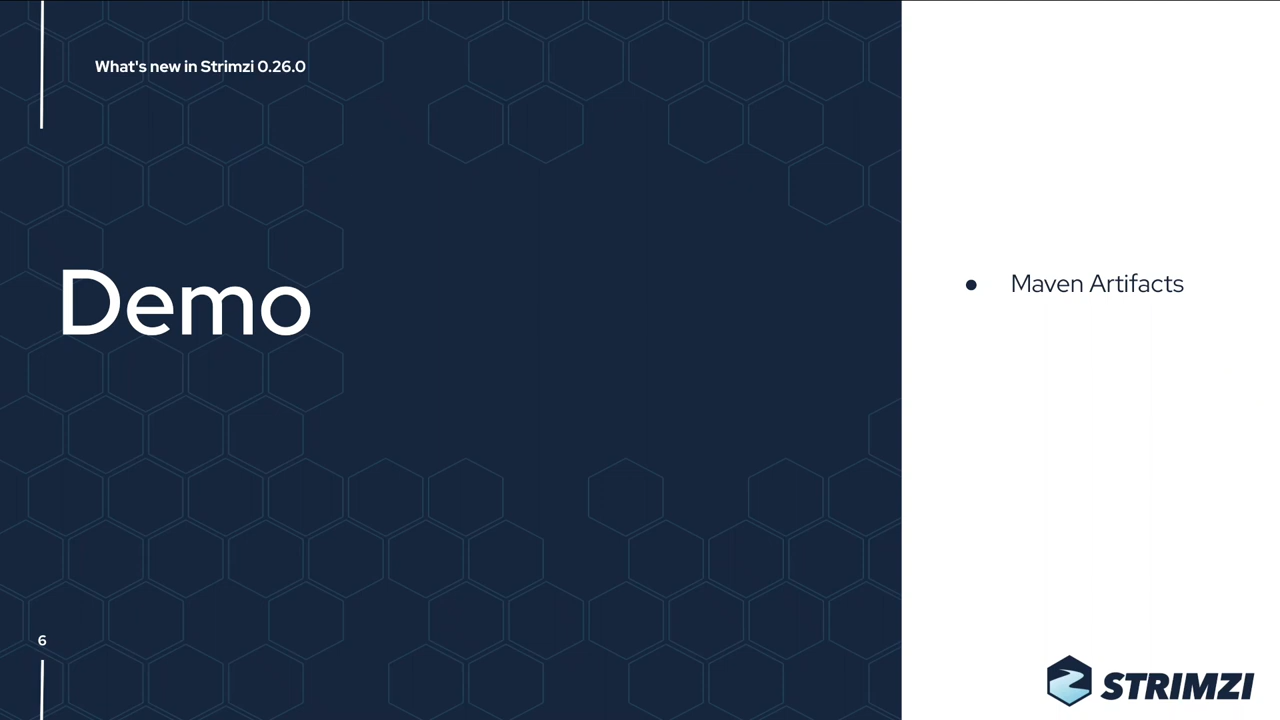 What's new in Strimzi 0.26.0
Demo
● Maven Artifacts
6
STRIMZI